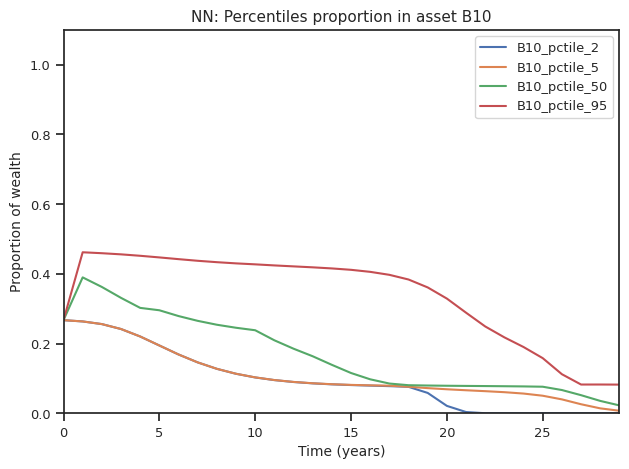 NN: Percentiles proportion in asset B10
B10_pctile_2
B10_pctile_5
B10_pctile_50
B10_pctile_95
Proportion of wealth
1.0
0.8
0.6
0.4
0.2
0.0
0 5 10 15 20 25
Time (years)